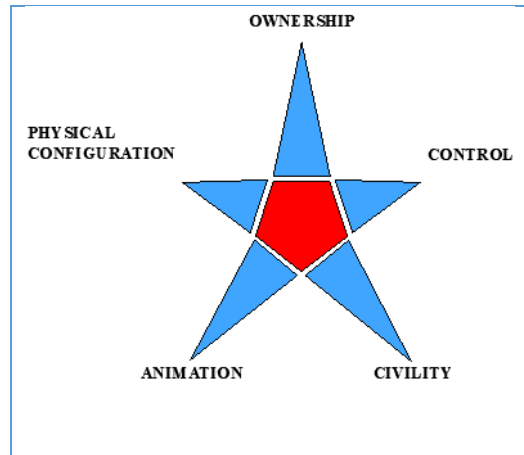 OWNERSHIP
PHYSICAL
CONFIGURATION
CONTROL
ANIMATION
CIVILITY